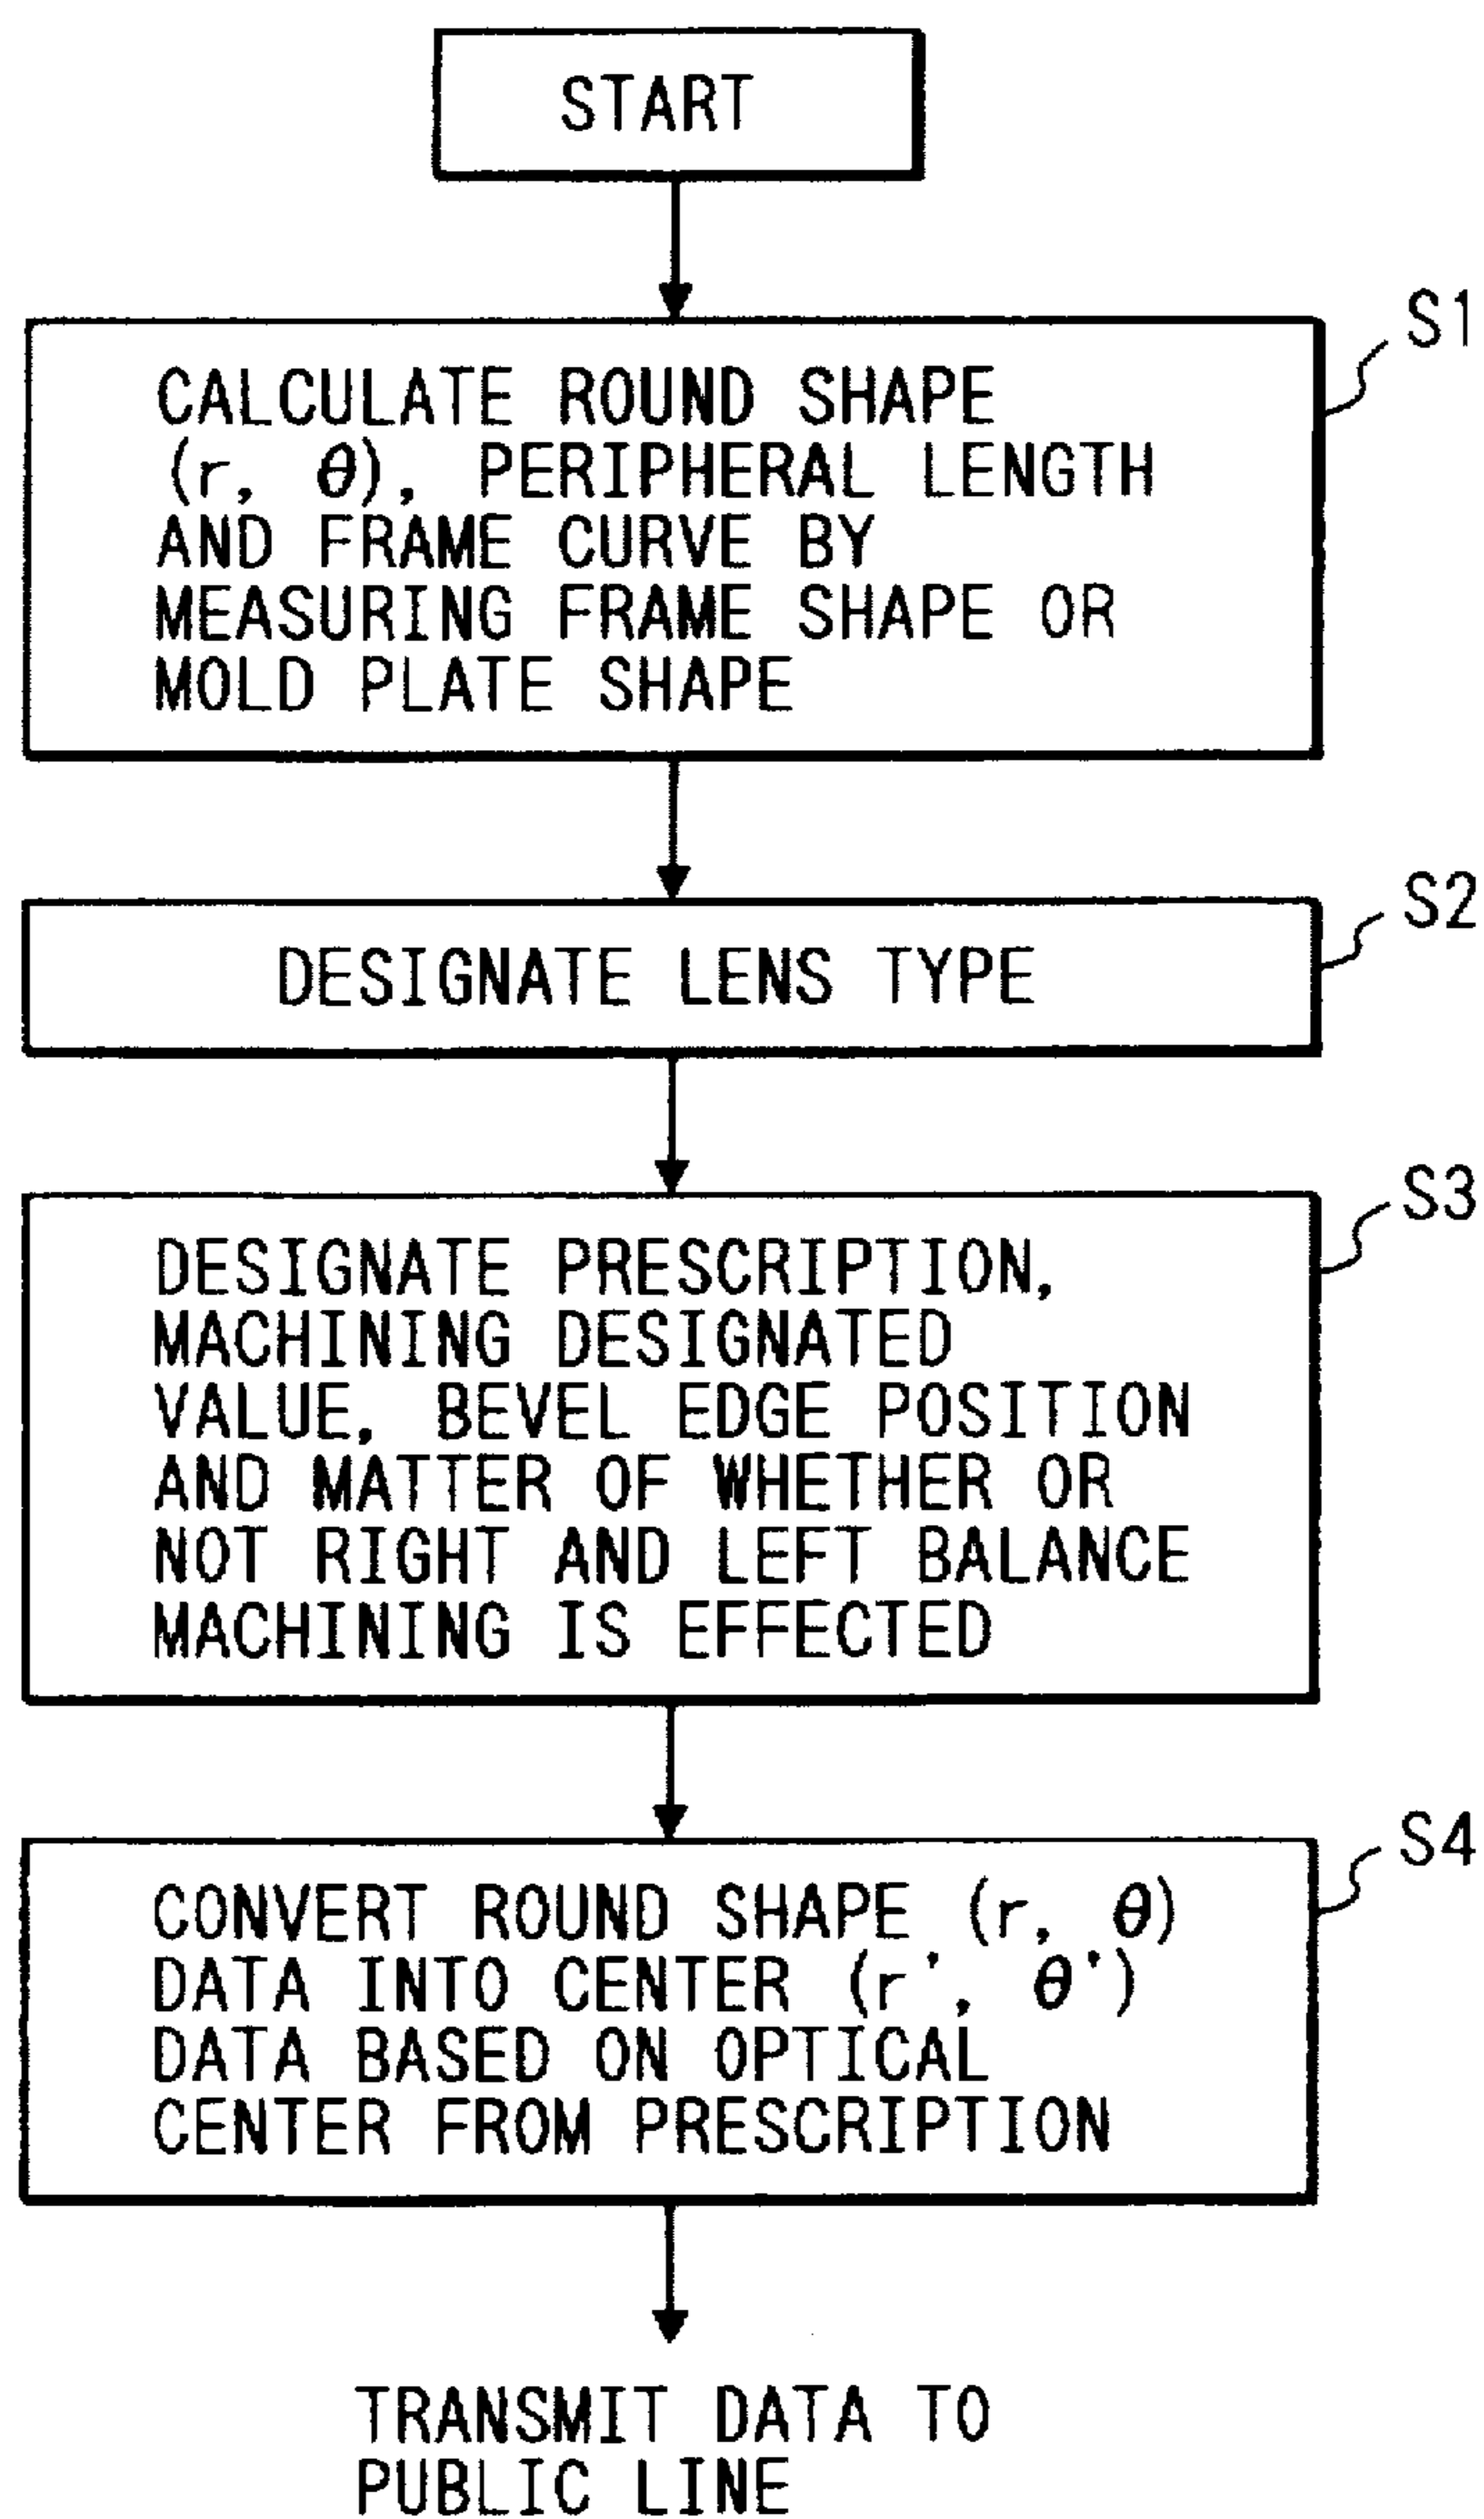 START
S1
CALCULATE ROUND SHAPE
(r, θ), PERIPHERAL LENGTH
AND FRAME CURVE BY
MEASURING FRAME SHAPE OR
MOLD PLATE SHAPE
S2
DESIGNATE LENS TYPE
S3
DESIGNATE PRESCRIPTION,
MACHINING DESIGNATED
VALUE, BEVEL EDGE POSITION
AND MATTER OF WHETHER OR
NOT RIGHT AND LEFT BALANCE
MACHINING IS EFFECTED
S4
CONVERT ROUND SHAPE (r, θ)
DATA INTO CENTER (r', θ')
DATA BASED ON OPTICAL
CENTER FROM PRESCRIPTION
TRANSMIT DATA TO
PUBLIC LINE